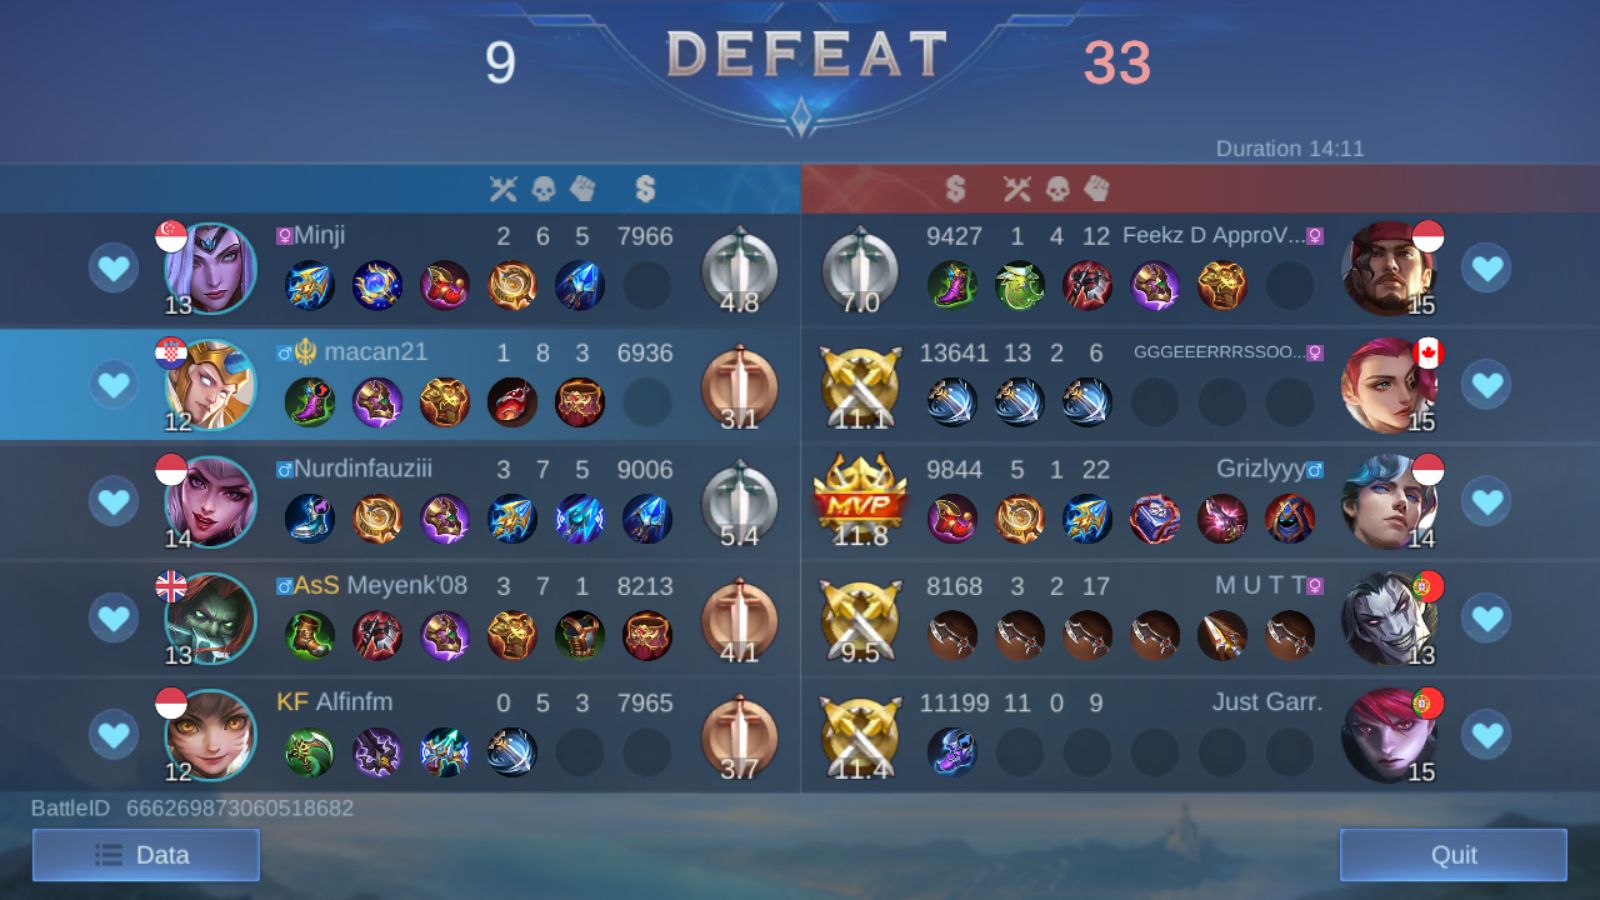 9 DEFEAT 33
Duration 14:11
Minji 2 6 5 7966
13 4.8
7.0 9427 1 4 12 Feekz D ApproV...
15
macan21 1 8 3 6936
12 3.1
11.1 13641 13 2 6 GGGEEERRRSSOO...
15
Nurdinfauziii 3 7 5 9006
14 5.4
MVP 11.8 9844 5 1 22 Grizlyyy
14
AsS Meyenk'08 3 7 1 8213
13 4.1
9.5 8168 3 2 17 M U T T
13
KF Alfinfm 0 5 3 7965
12 3.7
11.4 11199 11 0 9 Just Garr.
15
BattleID 666269873060518682
Data
Quit